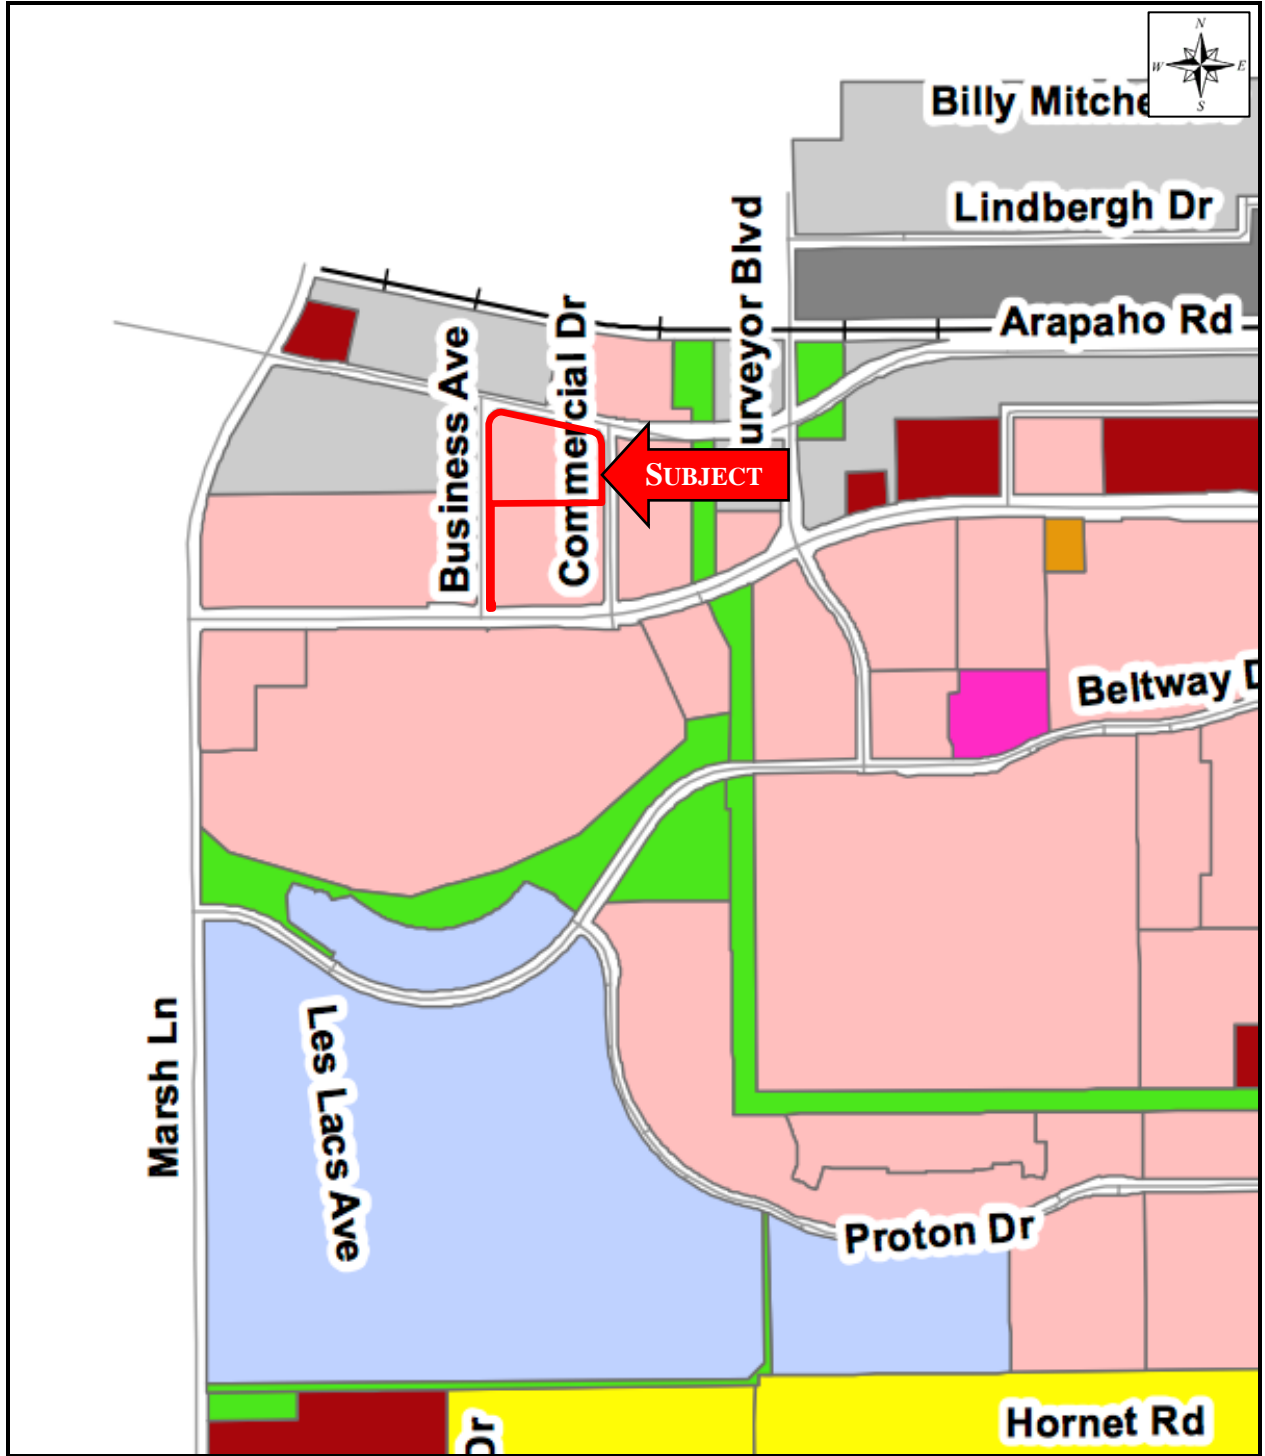 N
W E
S
Billy Mitche
Lindbergh Dr
Surveyor Blvd
Arapaho Rd
Commercial Dr
Business Ave
SUBJECT
Beltway D
Marsh Ln
Les Lacs Ave
Proton Dr
Hornet Rd
Dr